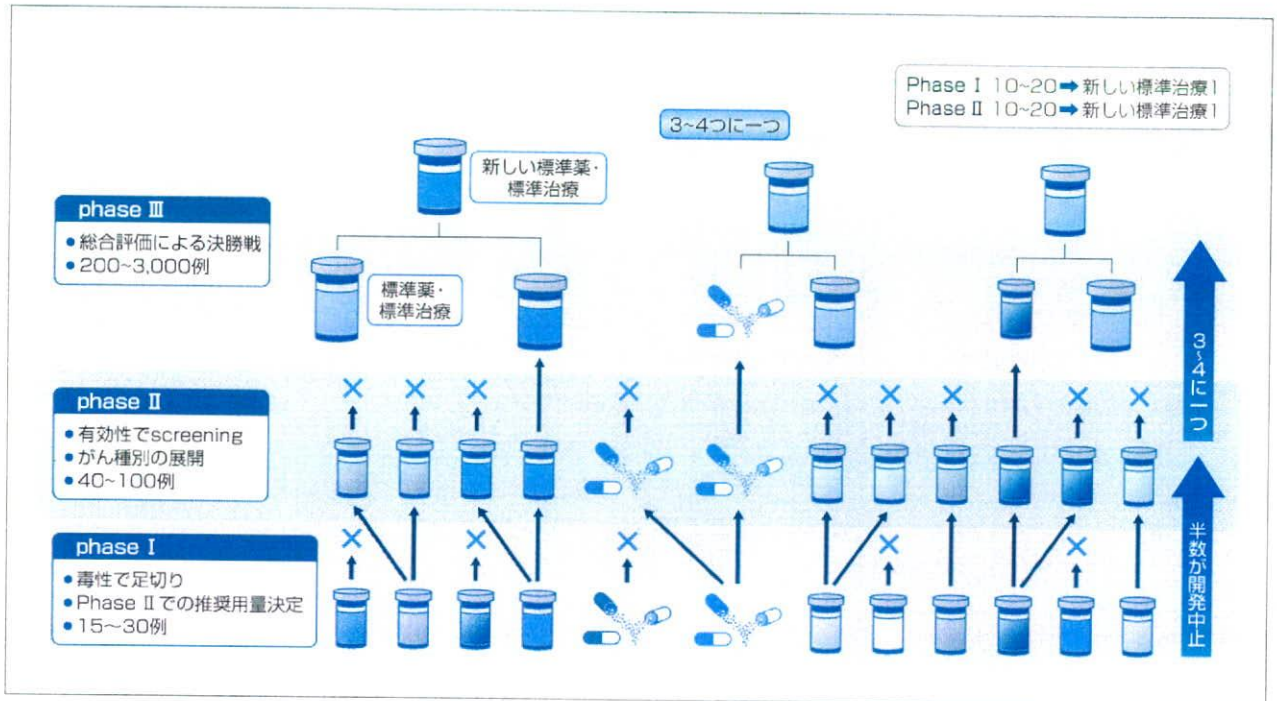 Phase Ⅰ 10~20➡新しい標準治療1
Phase Ⅱ 10~20➡新しい標準治療1
3~4つに一つ
新しい標準薬・
標準治療
phase Ⅲ
● 総合評価による決勝戦
● 200~3,000例
標準薬・
標準治療
3~4に一つ
phase Ⅱ
● 有効性でscreening
● がん種別の展開
● 40~100例
phase Ⅰ
● 毒性で足切り
● Phase Ⅱでの推奨用量決定
● 15~30例
半数が開発中止